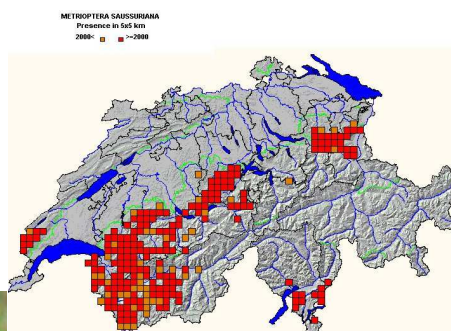 METRIOPTERA SAUSSURIANA
Presence in 5x5 km
2000< >=2000